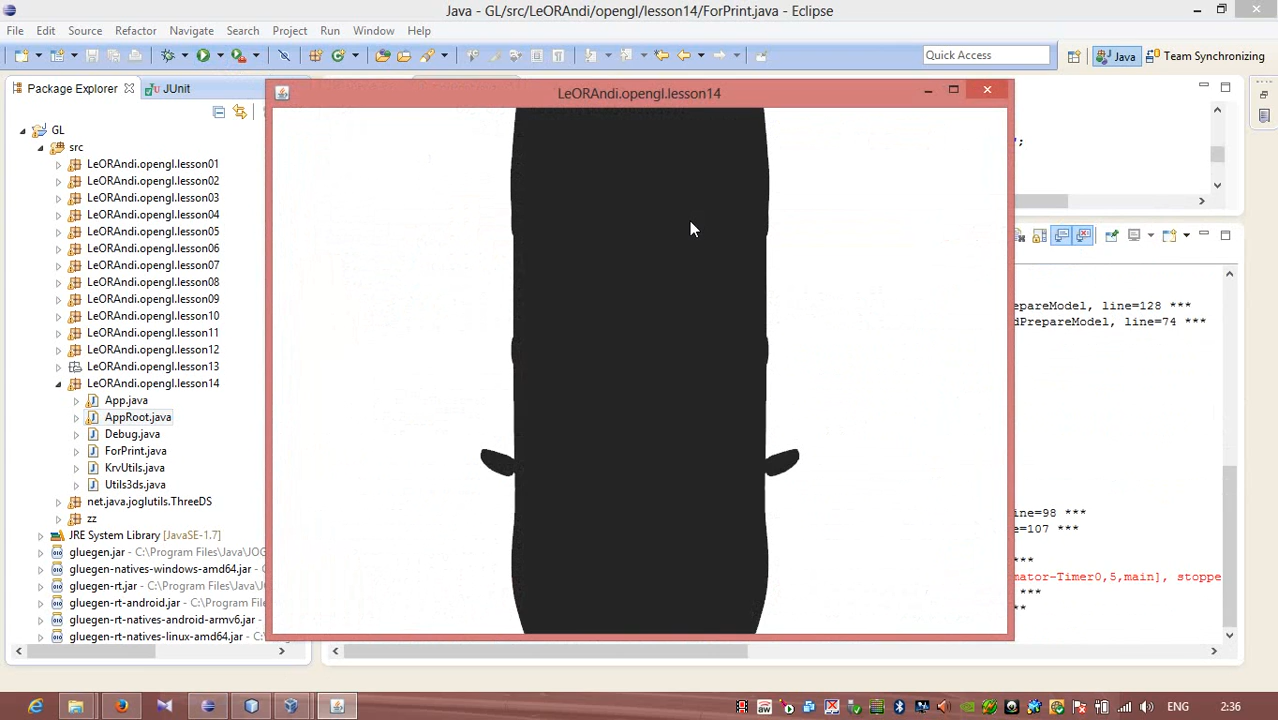 Java - GL/src/LeORAndi/opengl/lesson14/ForPrint.java - Eclipse
File Edit Source Refactor Navigate Search Project Run Window Help
Quick Access Java Team Synchronizing
Package Explorer JUnit
LeORAndi.opengl.lesson14
GL
src
";
LeORAndi.opengl.lesson01
LeORAndi.opengl.lesson02
LeORAndi.opengl.lesson03
LeORAndi.opengl.lesson04
LeORAndi.opengl.lesson05
LeORAndi.opengl.lesson06
LeORAndi.opengl.lesson07
LeORAndi.opengl.lesson08
LeORAndi.opengl.lesson09
epareModel, line=128 ***
LeORAndi.opengl.lesson10
dPrepareModel, line=74 ***
LeORAndi.opengl.lesson11
LeORAndi.opengl.lesson12
LeORAndi.opengl.lesson13
LeORAndi.opengl.lesson14
App.java
AppRoot.java
Debug.java
ForPrint.java
KrvUtils.java
Utils3ds.java
net.java.joglutils.ThreeDS
ine=98 ***
zz
e=107 ***
JRE System Library [JavaSE-1.7]
gluegen.jar - C:\Program Files\Java\JOG
***
gluegen-natives-windows-amd64.jar
mator-Timer0,5,main], stoppe
gluegen-rt.jar - C:\Program Files\Java\J
***
gluegen-rt-android.jar - C:\Program File
**
gluegen-rt-natives-android-armv6.jar
gluegen-rt-natives-linux-amd64.jar - C:
ENG 2:36